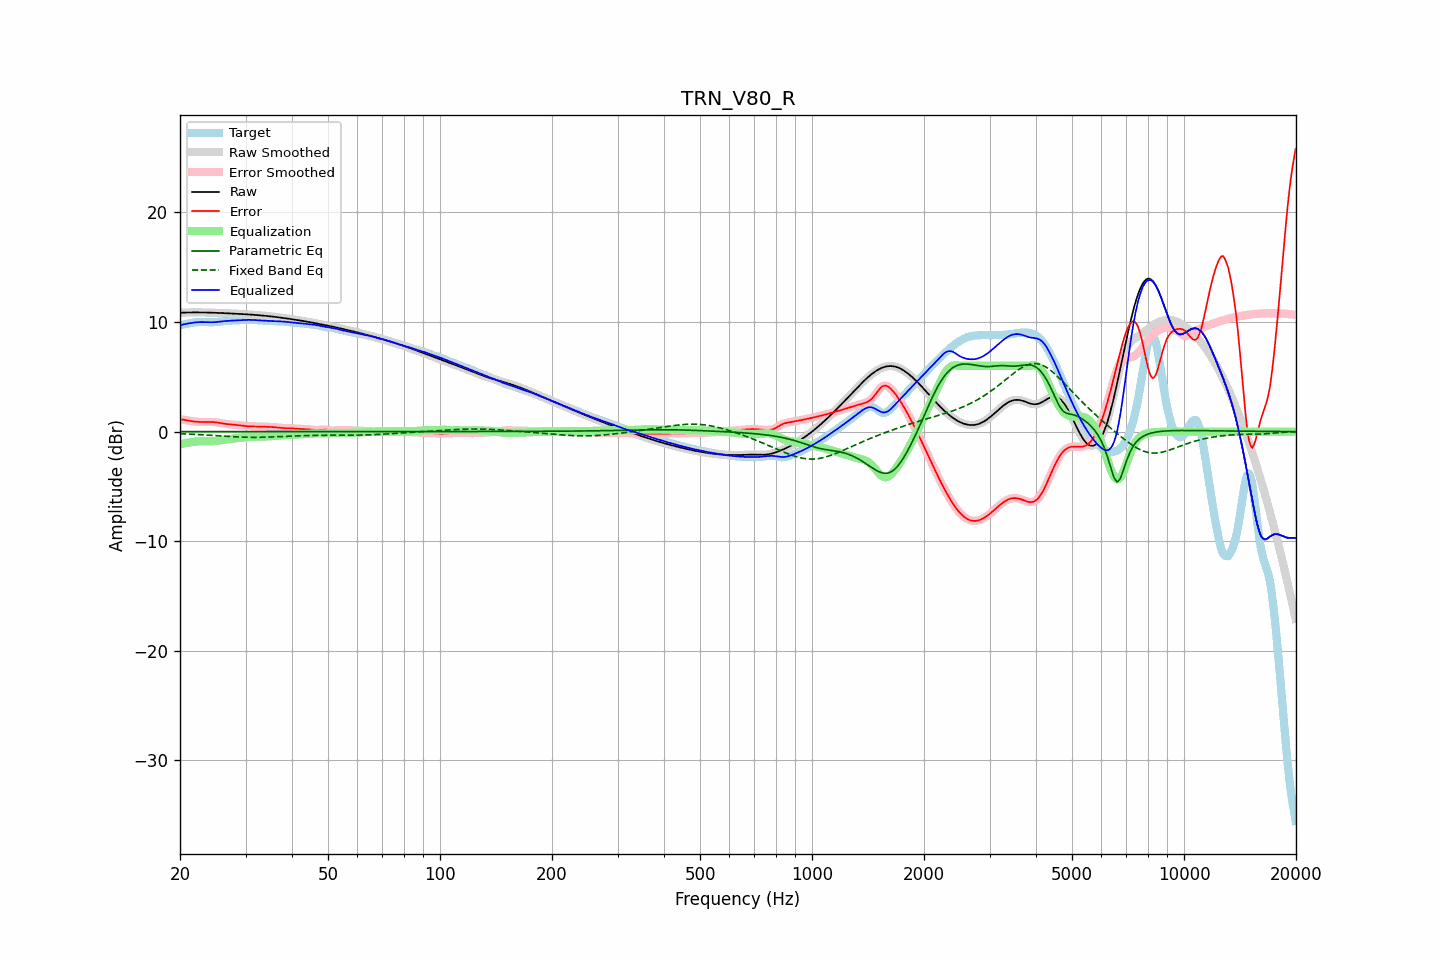 TRN_V80_R
Target
Raw Smoothed
Error Smoothed
Raw
Error
Equalization
Parametric Eq
Fixed Band Eq
Equalized
20
10
0
−10
−20
−30
Amplitude (dBr)
20 50 100 200 500 1000 2000 5000 10000 20000
Frequency (Hz)